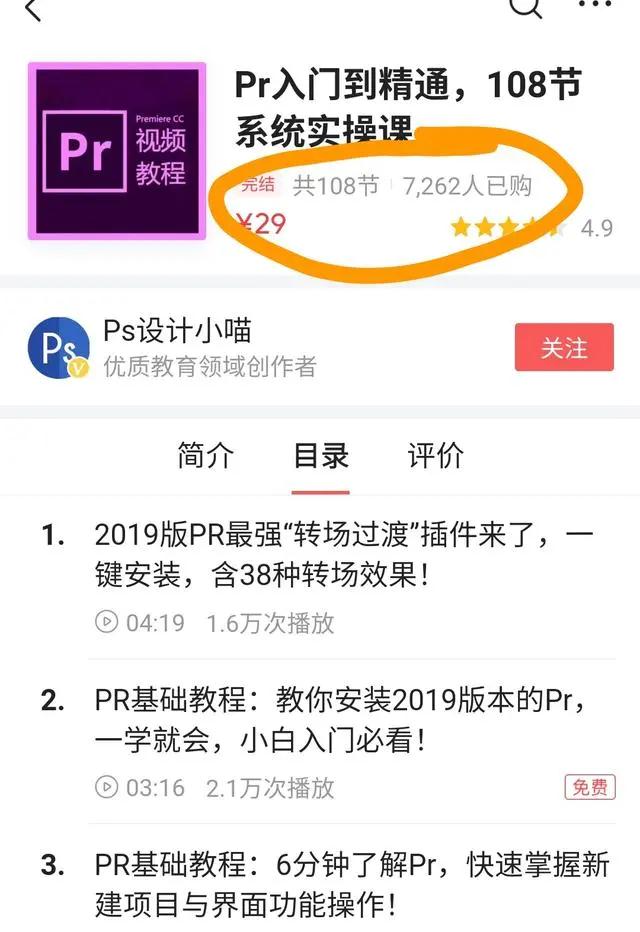 Pr入门到精通，108节
系统实操课
Premiere CC
Pr
视频
教程
完结 共108节 7,262人已购
¥29
4.9
Ps
V
Ps设计小喵
优质教育领域创作者
关注
简介 目录 评价
1. 2019版PR最强“转场过渡”插件来了，一
键安装，含38种转场效果！
04:19 1.6万次播放
2. PR基础教程：教你安装2019版本的Pr，
一学就会，小白入门必看！
03:16 2.1万次播放
免费
3. PR基础教程：6分钟了解Pr，快速掌握新
建项目与界面功能操作！